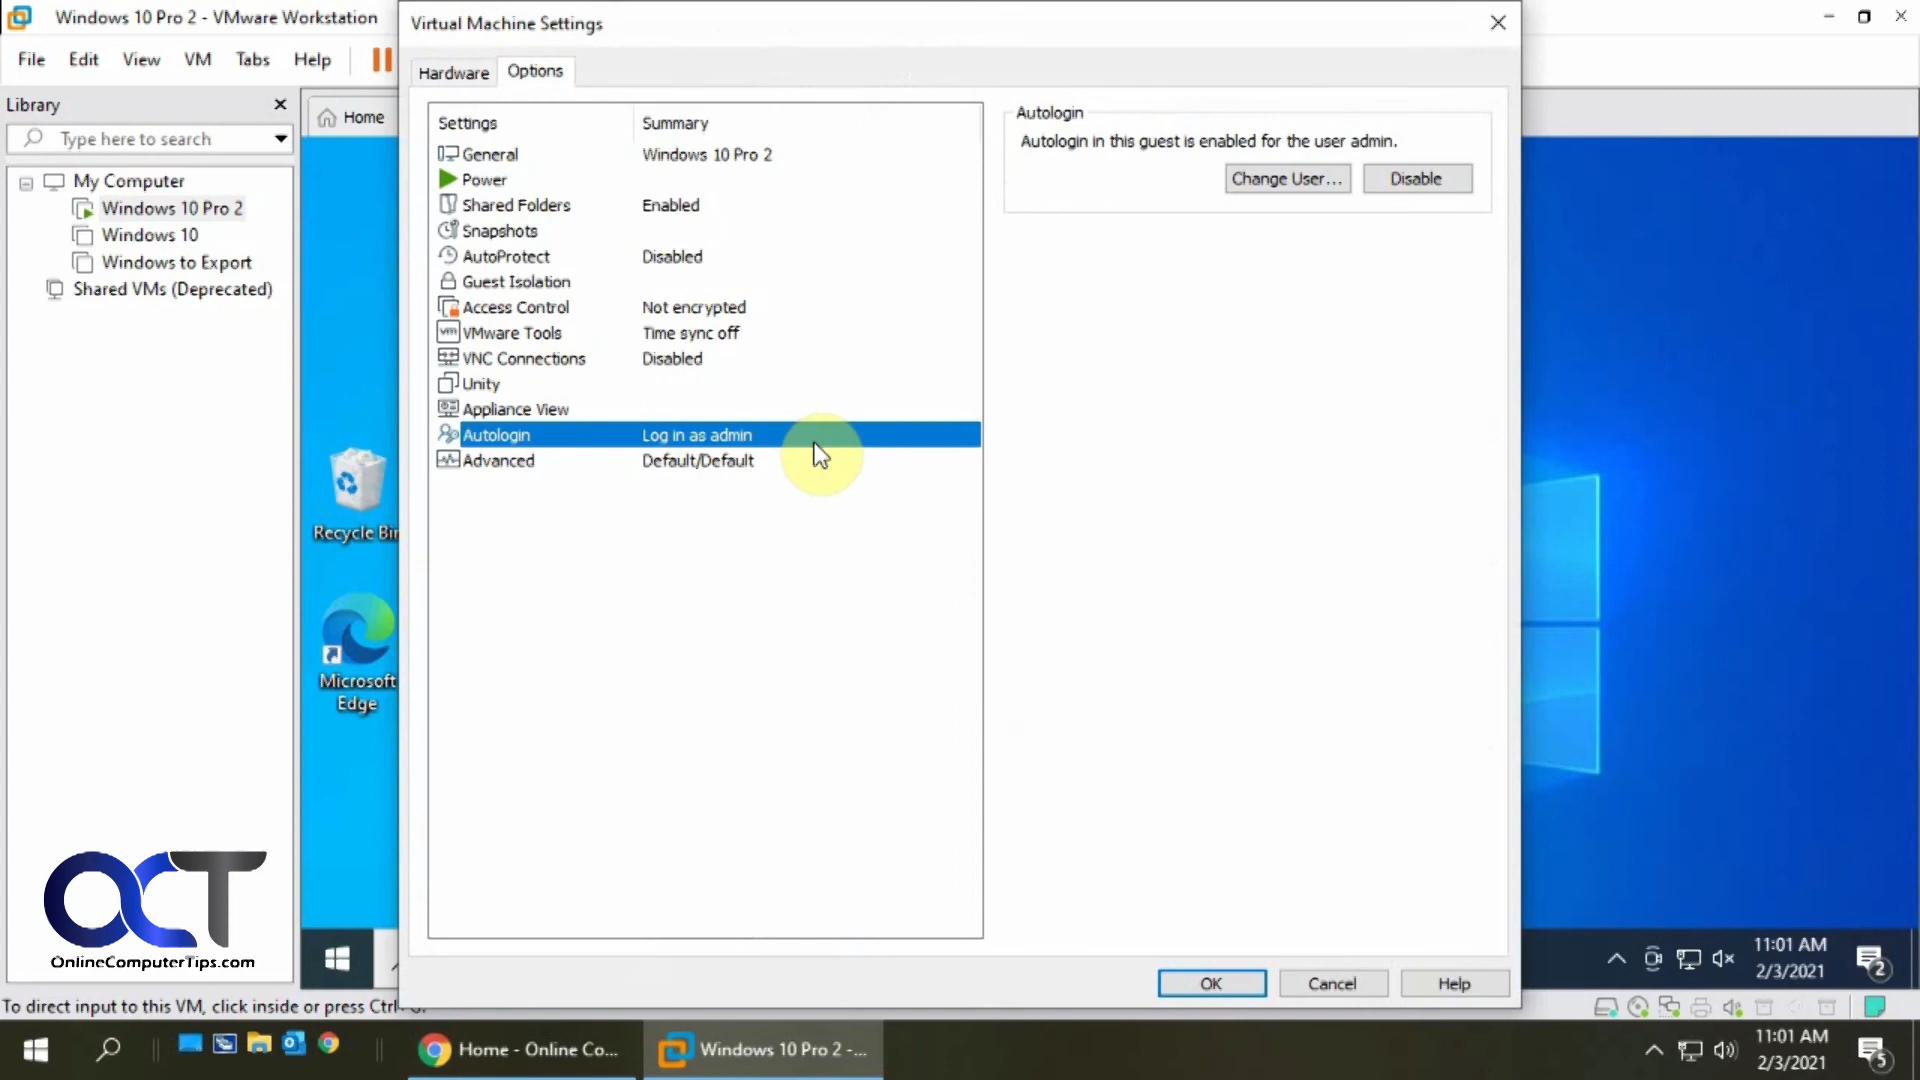 Windows 10 Pro 2 - VMware Workstation
File Edit View VM Tabs Help
Library
Type here to search
My Computer
Windows 10 Pro 2
Windows 10
Windows to Export
Shared VMs (Deprecated)
Home
Recycle Bin
Microsoft
Edge
Virtual Machine Settings
Hardware Options
Settings Summary
General Windows 10 Pro 2
Power
Shared Folders Enabled
Snapshots
AutoProtect Disabled
Guest Isolation
Access Control Not encrypted
VMware Tools Time sync off
VNC Connections Disabled
Unity
Appliance View
Autologin Log in as admin
Advanced Default/Default
Autologin
Autologin in this guest is enabled for the user admin.
Change User... Disable
OK Cancel Help
OCT
OnlineComputerTips.com
11:01 AM
2/3/2021
2
To direct input to this VM, click inside or press Ctrl+G.
Home - Online Co...
Windows 10 Pro 2 -...
11:01 AM
2/3/2021
5